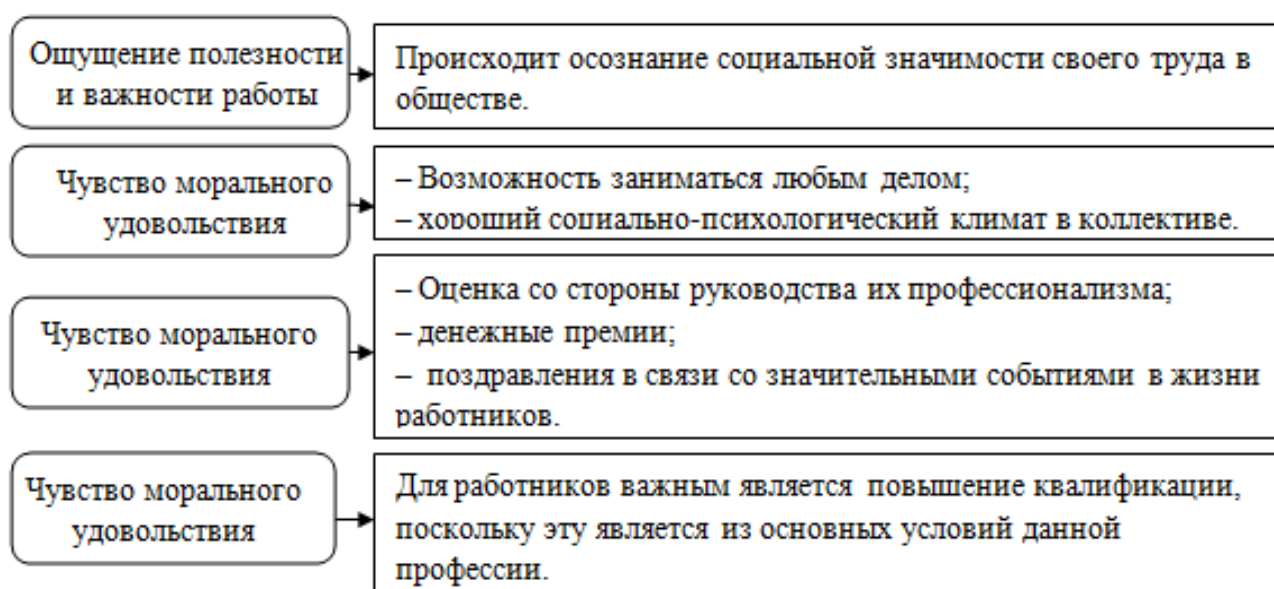 Ощущение полезности
и важности работы
Происходит осознание социальной значимости своего труда в
обществе.
Чувство морального
удовольствия
– Возможность заниматься любым делом;
– хороший социально-психологический климат в коллективе.
Чувство морального
удовольствия
– Оценка со стороны руководства их профессионализма;
– денежные премии;
– поздравления в связи со значительными событиями в жизни
работников.
Чувство морального
удовольствия
Для работников важным является повышение квалификации,
поскольку эту является из основных условий данной
профессии.